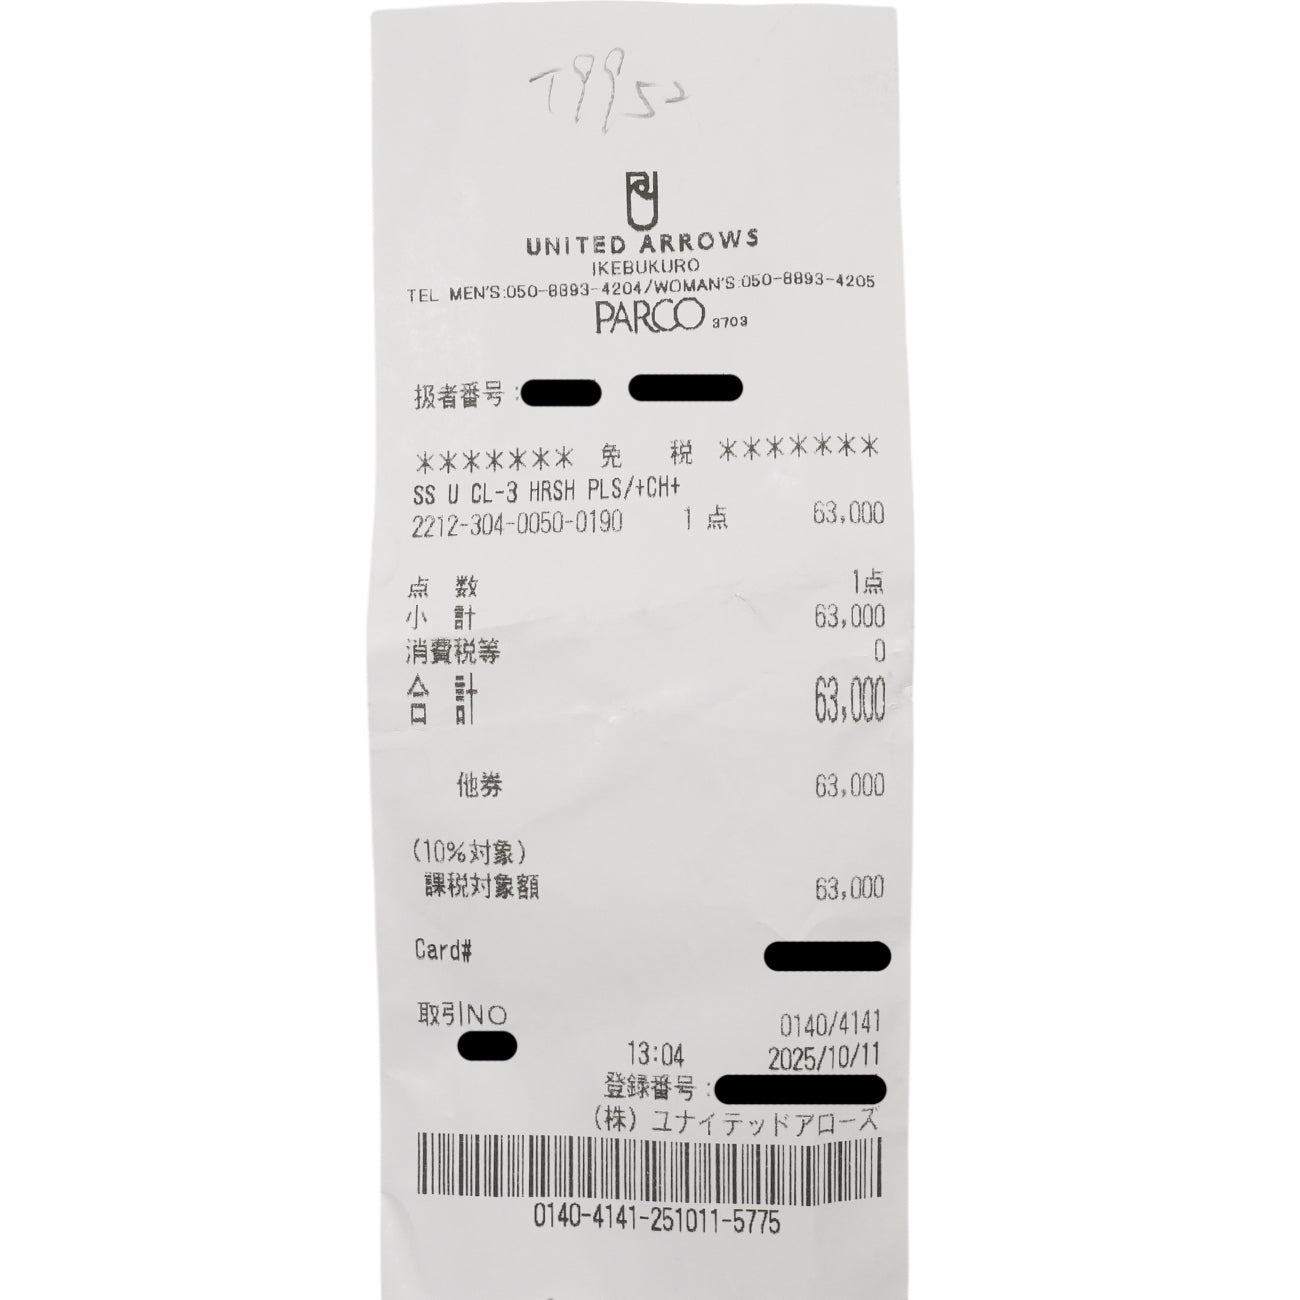 T9952
UNITED ARROWS
IKEBUKURO
TEL MEN'S:050-8893-4204/WOMAN'S:050-8893-4205
PARCO 3703
扱者番号:
******* 免 税 *******
SS U CL-3 HRSH PLS/+CH+
2212-304-0050-0190 1点 63,000
点 数 1点
小 計 63,000
消費税等 0
合 計 63,000
他券 63,000
(10%対象)
課税対象額 63,000
Card#
取引NO 0140/4141
13:04 2025/10/11
登録番号:
(株)ユナイテッドアローズ
0140-4141-251011-5775